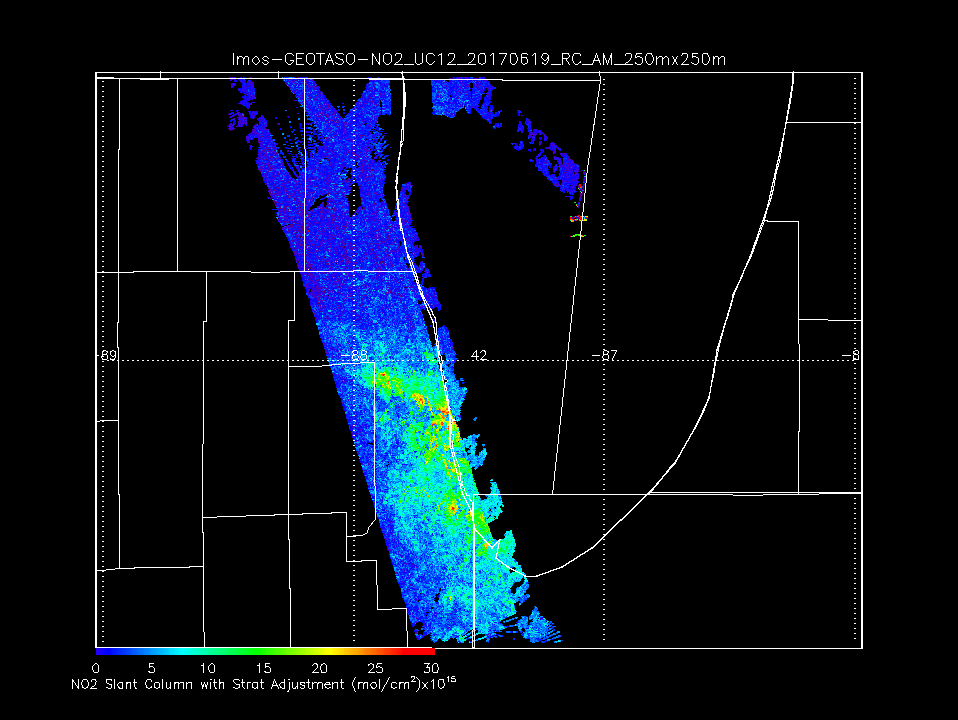 lmos-GEOTASO-NO2_UC12_20170619_RC_AM_250mx250m
-89 -88 42 -87 -8
0 5 10 15 20 25 30
NO2 Slant Column with Strat Adjustment (mol/cm²)x10¹⁵